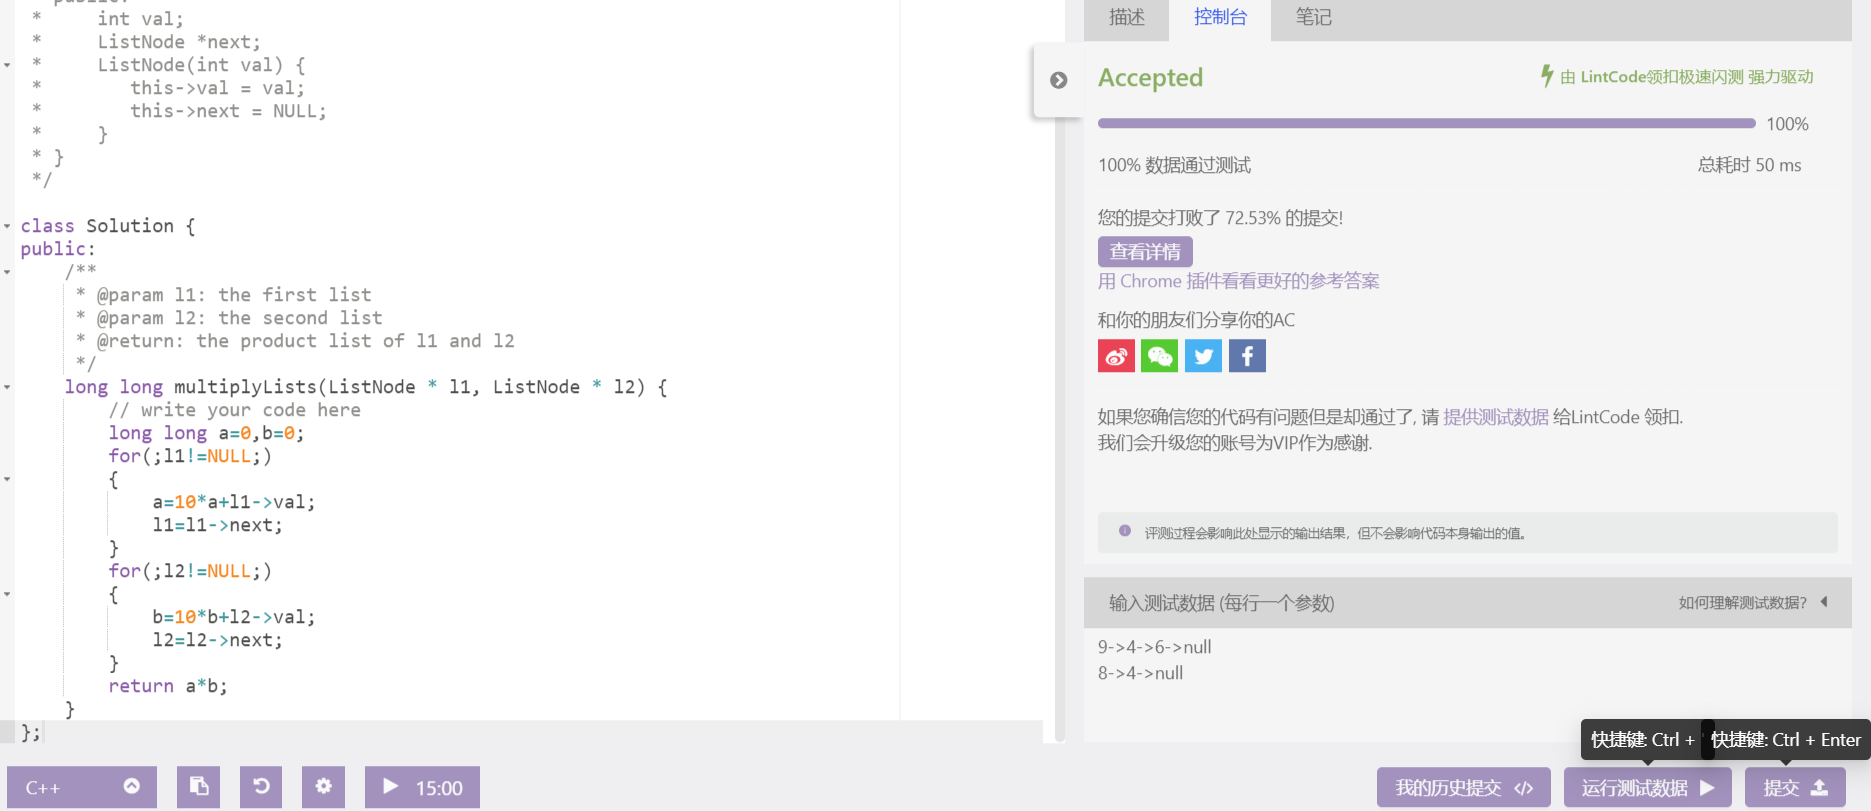 public:
 *     int val;
 *     ListNode *next;
 *     ListNode(int val) {
 *        this->val = val;
 *        this->next = NULL;
 *     }
 * }
 */
class Solution {
public:
    /**
     * @param l1: the first list
     * @param l2: the second list
     * @return: the product list of l1 and l2
     */
    long long multiplyLists(ListNode * l1, ListNode * l2) {
        // write your code here
        long long a=0,b=0;
        for(;l1!=NULL;)
        {
            a=10*a+l1->val;
            l1=l1->next;
        }
        for(;l2!=NULL;)
        {
            b=10*b+l2->val;
            l2=l2->next;
        }
        return a*b;
    }
};
C++
15:00
描述 控制台 笔记
Accepted 由 LintCode领扣极速闪测 强力驱动
100%
100% 数据通过测试 总耗时 50 ms
您的提交打败了 72.53% 的提交!
查看详情
用 Chrome 插件看看更好的参考答案
和你的朋友们分享你的AC
如果您确信您的代码有问题但是却通过了, 请 提供测试数据 给LintCode 领扣.
我们会升级您的账号为VIP作为感谢.
评测过程会影响此处显示的输出结果，但不会影响代码本身输出的值。
输入测试数据 (每行一个参数) 如何理解测试数据?
9->4->6->null
8->4->null
快捷键: Ctrl + 快捷键: Ctrl + Enter
我的历史提交 </> 运行测试数据 提交